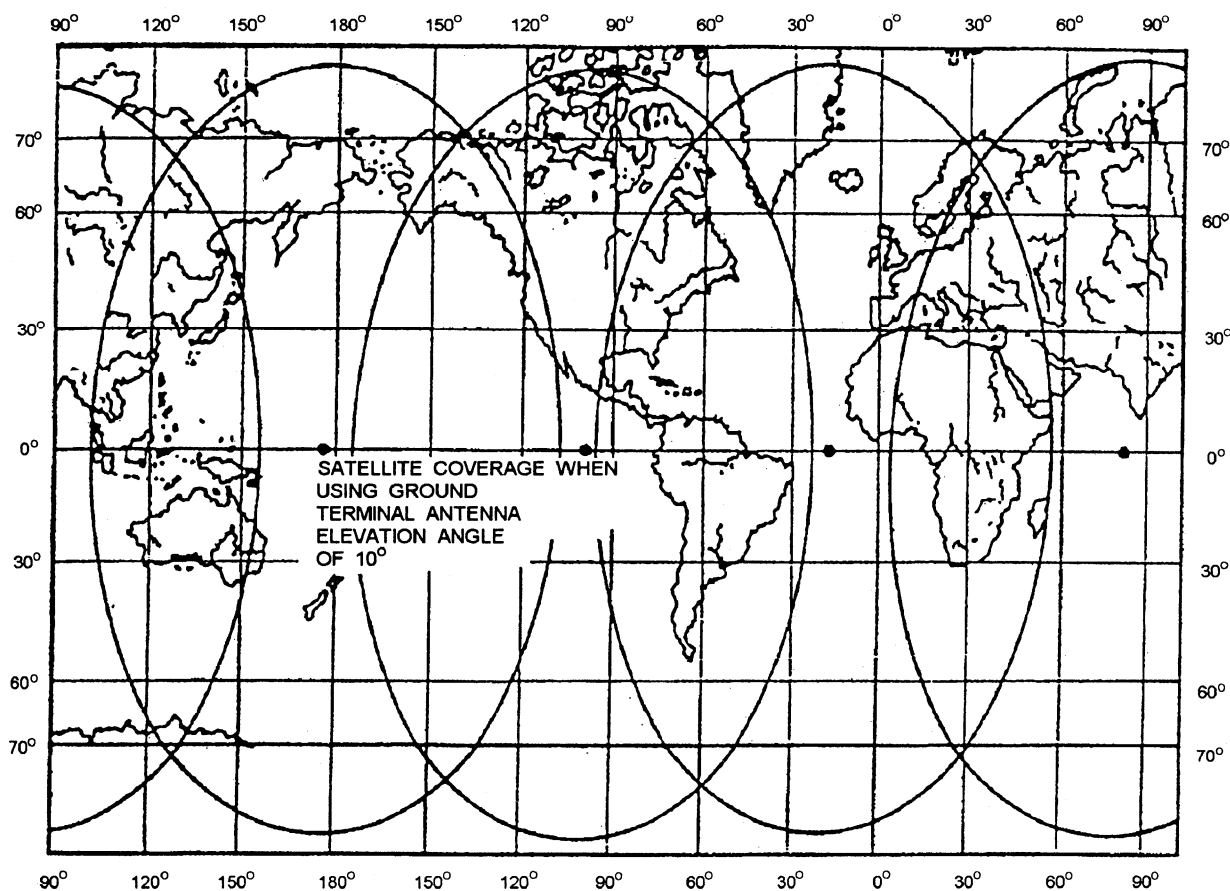 90° 120° 150° 180° 150° 120° 90° 60° 30° 0° 30° 60° 90°
70° 70°
60° 60°
30° 30°
0° 0°
SATELLITE COVERAGE WHEN
USING GROUND
TERMINAL ANTENNA
ELEVATION ANGLE
OF 10°
30° 30°
60° 60°
70° 70°
90° 120° 150° 180° 150° 120° 90° 60° 30° 0° 30° 60° 90°